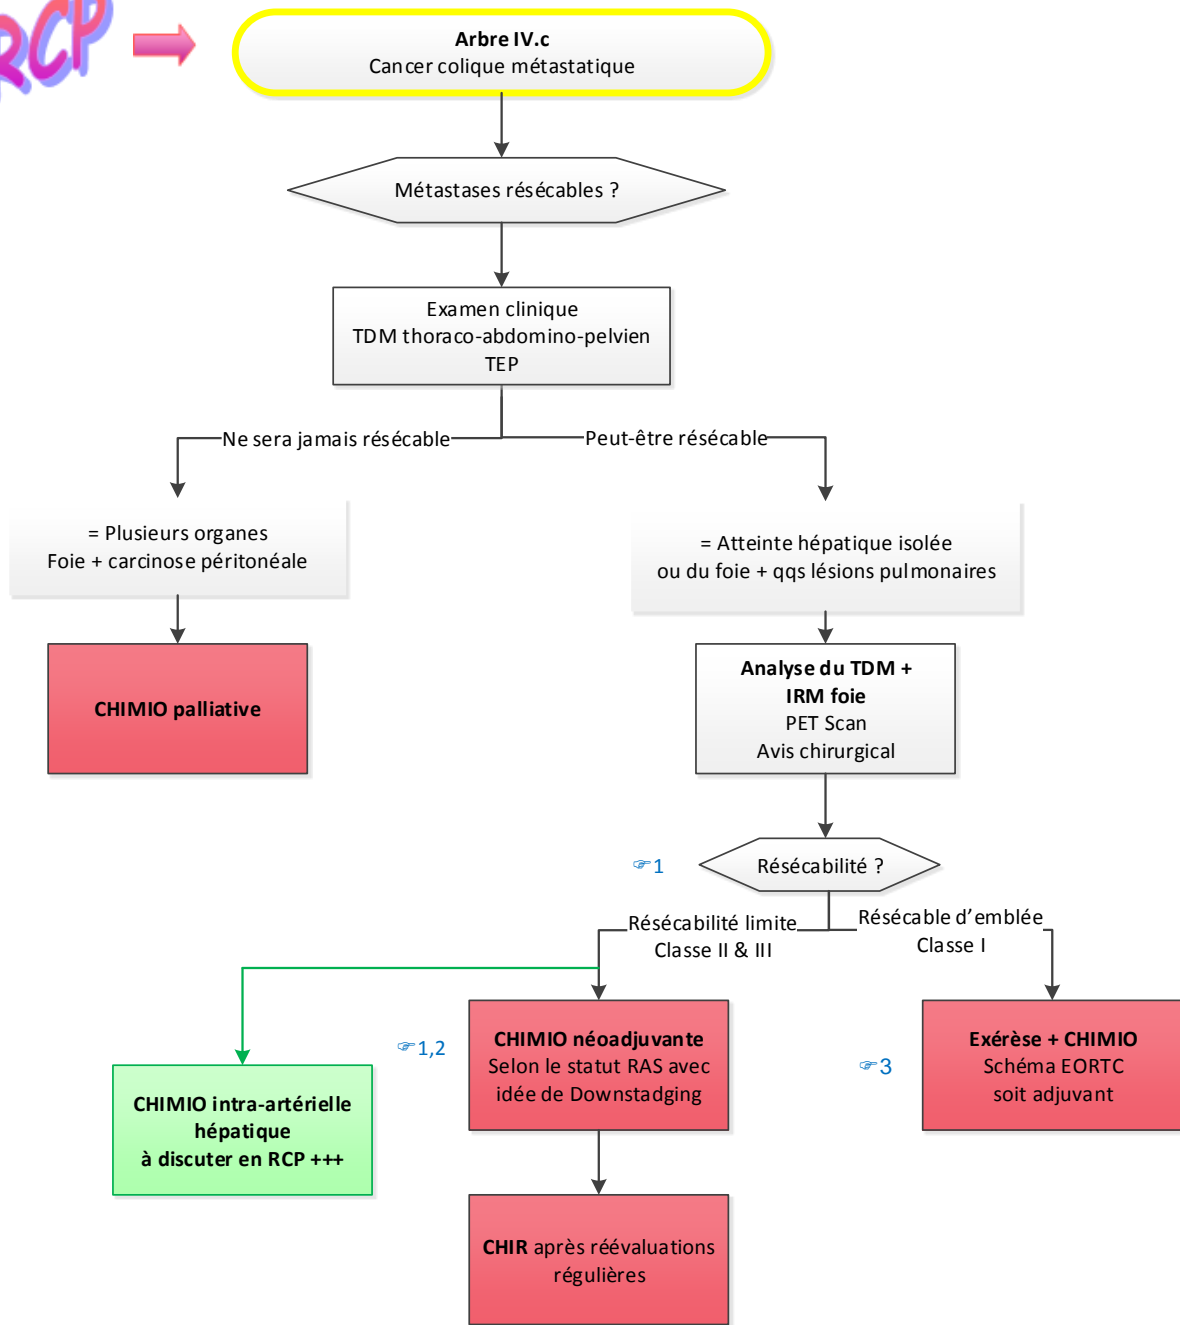 RCP
Arbre IV.c
Cancer colique métastatique
Métastases résécables ?
Examen clinique
TDM thoraco-abdomino-pelvien
TEP
Ne sera jamais résécable
Peut-être résécable
= Plusieurs organes
Foie + carcinose péritonéale
= Atteinte hépatique isolée
ou du foie + qqs lésions pulmonaires
CHIMIO palliative
Analyse du TDM +
IRM foie
PET Scan
Avis chirurgical
☞1
Résécabilité ?
Résécabilité limite
Classe II & III
Résécable d’emblée
Classe I
☞1,2
CHIMIO néoadjuvante
Selon le statut RAS avec
idée de Downstadging
☞3
Exérèse + CHIMIO
Schéma EORTC
soit adjuvant
CHIMIO intra-artérielle
hépatique
à discuter en RCP +++
CHIR après réévaluations
régulières